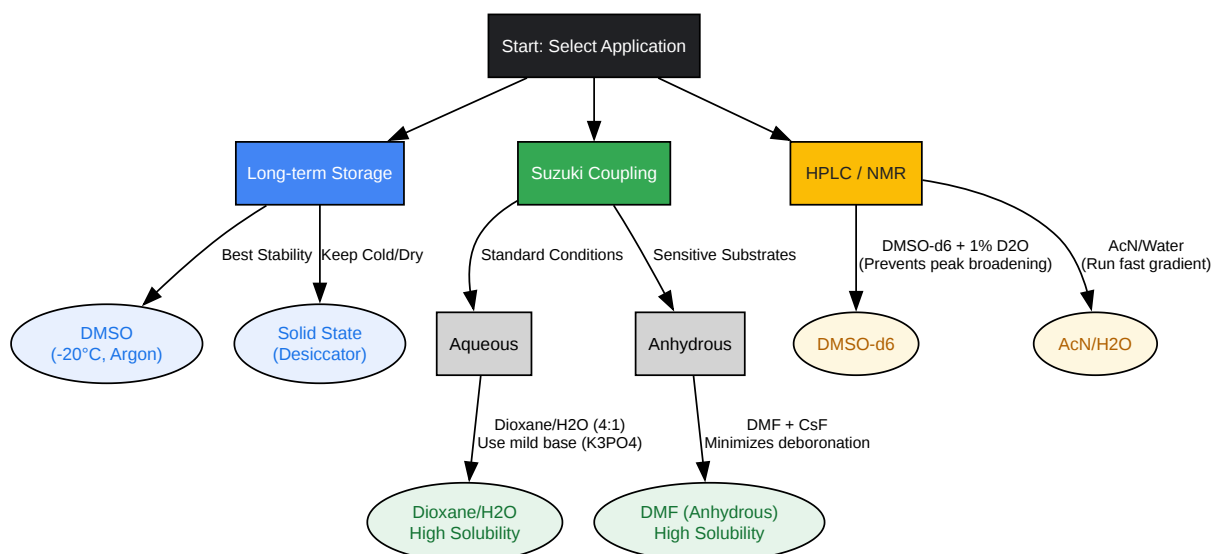 Start: Select Application
Long-term Storage
Suzuki Coupling
HPLC / NMR
Best Stability
Keep Cold/Dry
Standard Conditions
Sensitive Substrates
DMSO-d6 + 1% D2O
(Prevents peak broadening)
AcN/Water
(Run fast gradient)
DMSO
(-20°C, Argon)
Solid State
(Desiccator)
Aqueous
Anhydrous
DMSO-d6
AcN/H2O
Dioxane/H2O (4:1)
Use mild base (K3PO4)
DMF + CsF
Minimizes deboronation
Dioxane/H2O
High Solubility
DMF (Anhydrous)
High Solubility